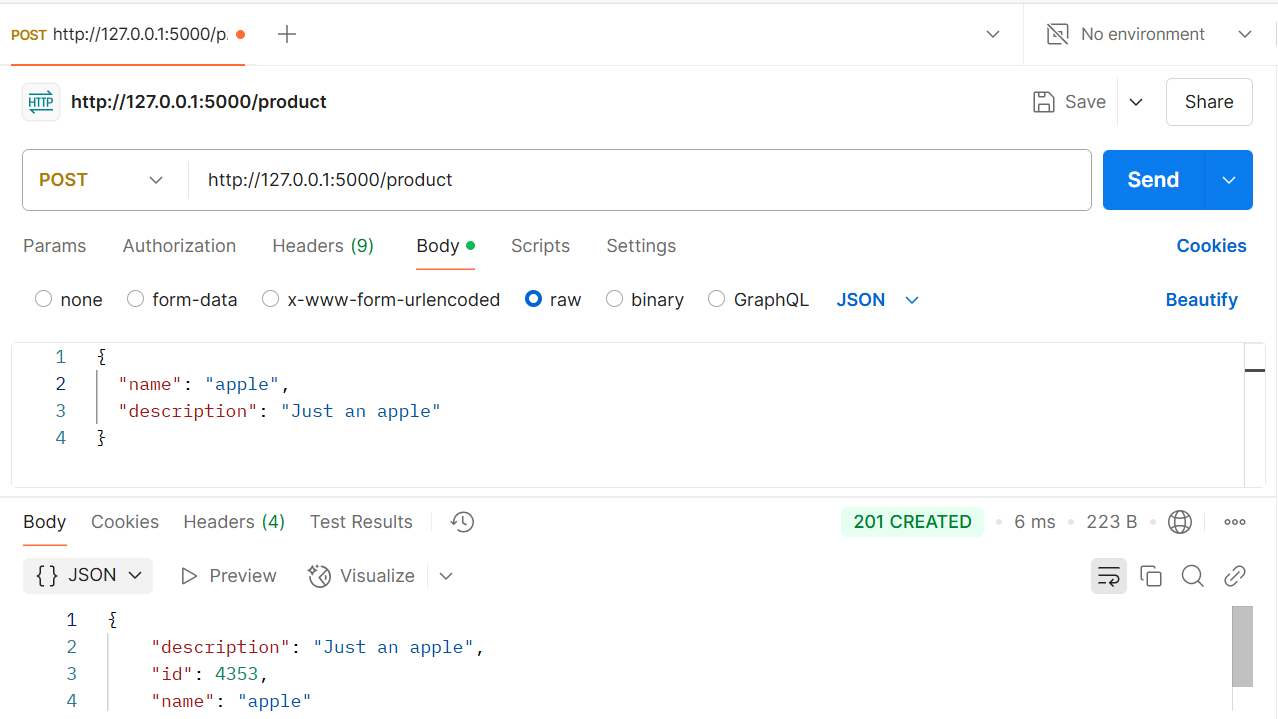 POST http://127.0.0.1:5000/p.
No environment
HTTP http://127.0.0.1:5000/product
Save
Share
POST http://127.0.0.1:5000/product
Send
Params Authorization Headers (9) Body Scripts Settings Cookies
none form-data x-www-form-urlencoded raw binary GraphQL JSON Beautify
1 {
2 "name": "apple",
3 "description": "Just an apple"
4 }
Body Cookies Headers (4) Test Results 201 CREATED 6 ms 223 B
{} JSON Preview Visualize
1 {
2 "description": "Just an apple",
3 "id": 4353,
4 "name": "apple"